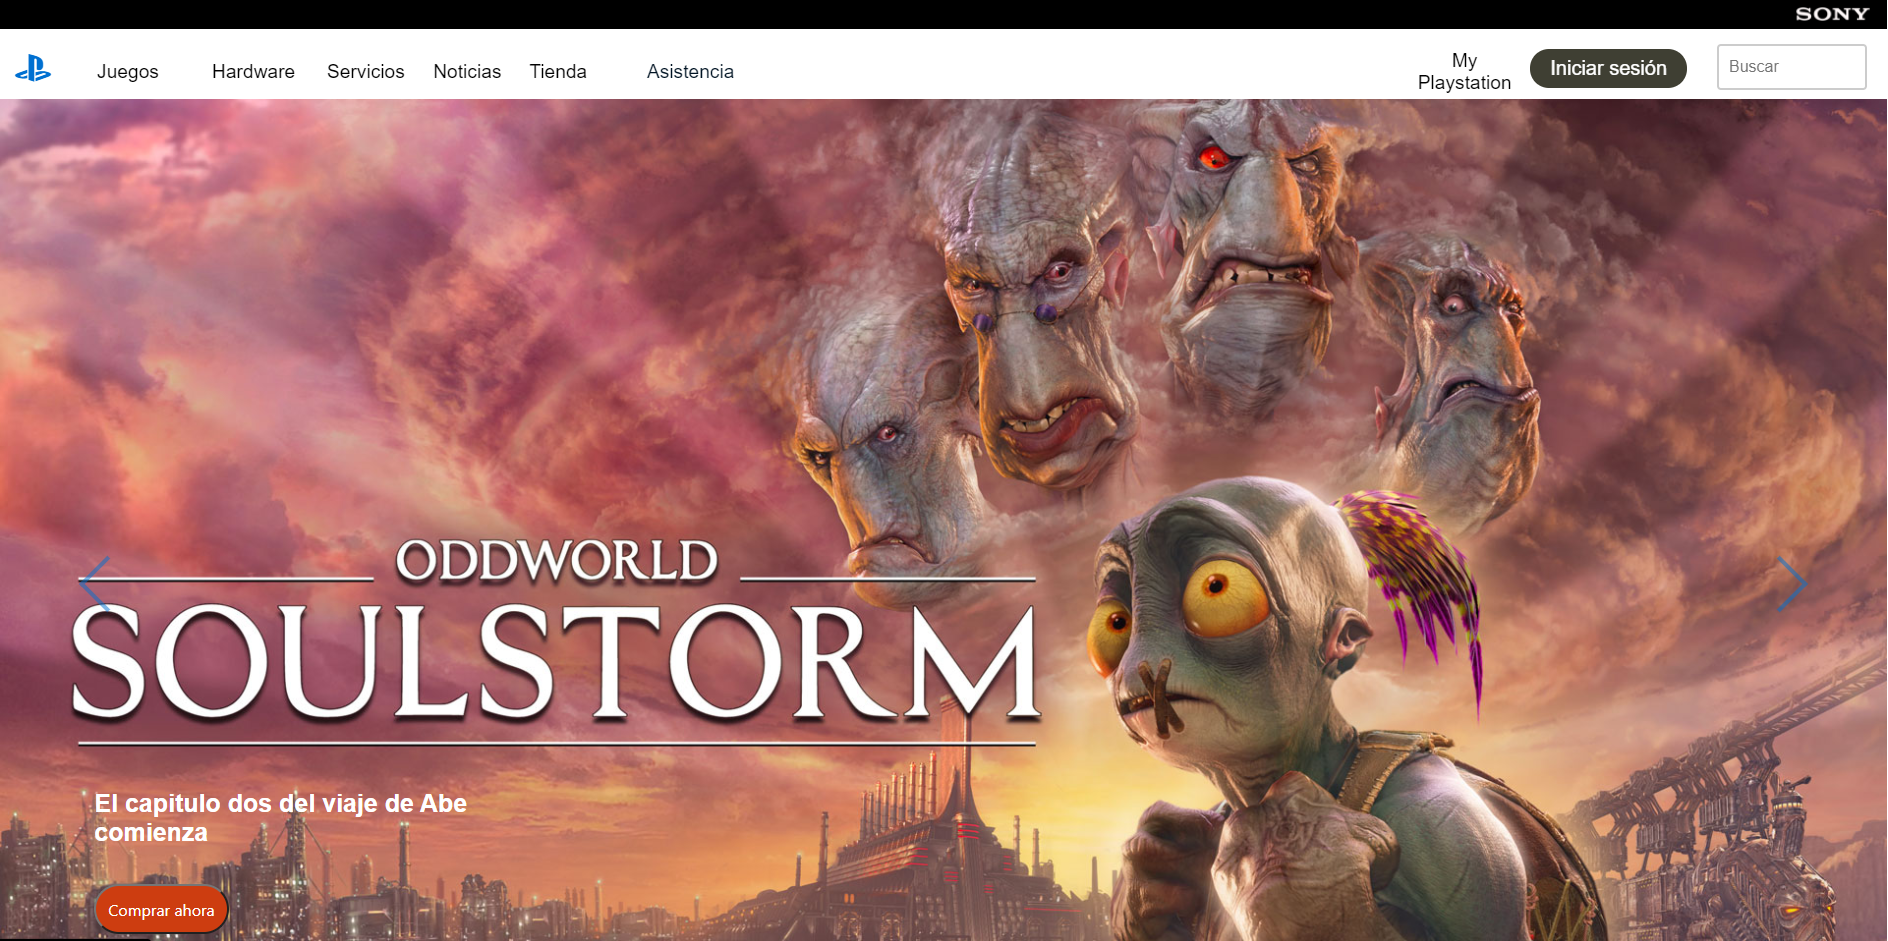 SONY
Juegos
Hardware
Servicios
Noticias
Tienda
Asistencia
My
Playstation
Iniciar sesión
Buscar
ODDWORLD
SOULSTORM
El capitulo dos del viaje de Abe
comienza
Comprar ahora